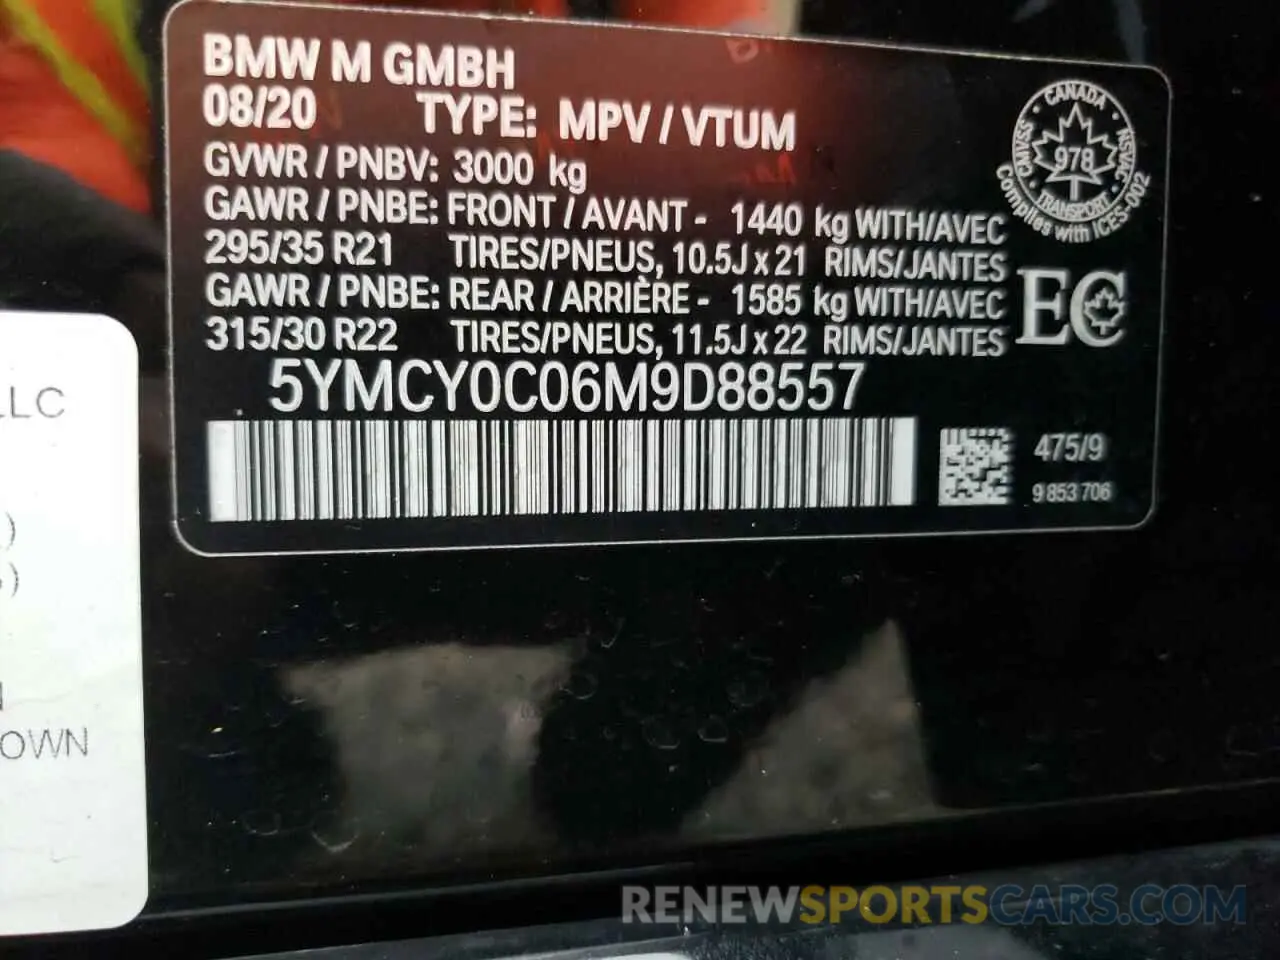 BMW M GMBH
08/20 TYPE: MPV / VTUM
GVWR / PNBV: 3000 kg
GAWR / PNBE: FRONT / AVANT - 1440 kg WITH/AVEC
295/35 R21 TIRES/PNEUS, 10.5J x 21 RIMS/JANTES
GAWR / PNBE: REAR / ARRIÈRE - 1585 kg WITH/AVEC
315/30 R22 TIRES/PNEUS, 11.5J x 22 RIMS/JANTES
5YMCY0C06M9D88557
CANADA
CMVSS
978
NSVAC
TRANSPORT
Complies with ICES-002
EC
475/9
9 853 706
LLC
OWN
RENEWSPORTSCARS.COM